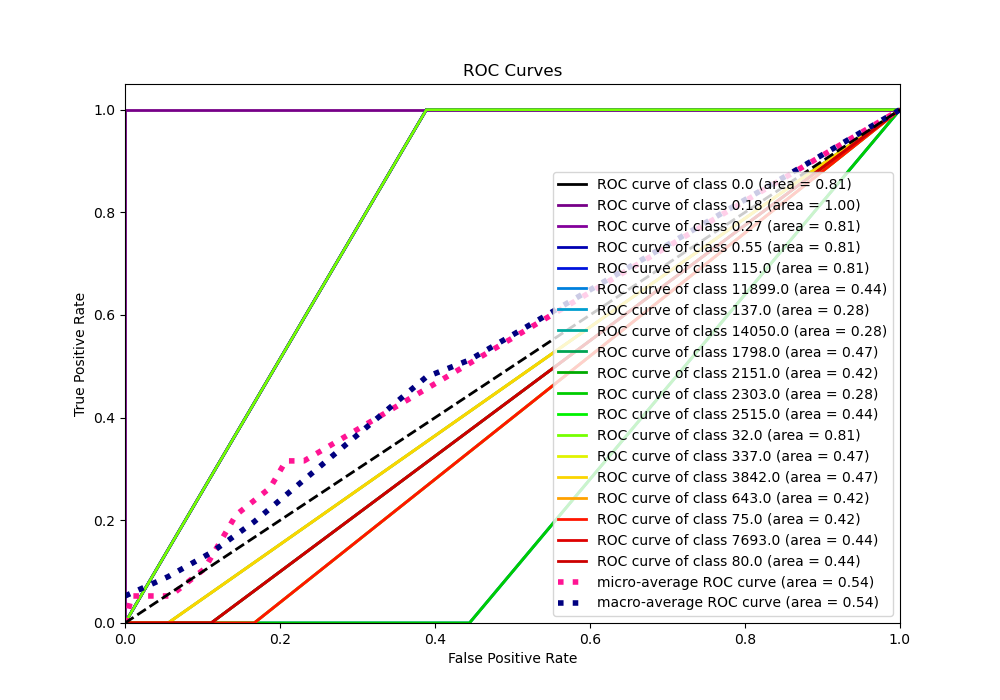 ROC Curves
True Positive Rate
1.0
0.8
0.6
0.4
0.2
0.0
ROC curve of class 0.0 (area = 0.81)
ROC curve of class 0.18 (area = 1.00)
ROC curve of class 0.27 (area = 0.81)
ROC curve of class 0.55 (area = 0.81)
ROC curve of class 115.0 (area = 0.81)
ROC curve of class 11899.0 (area = 0.44)
ROC curve of class 137.0 (area = 0.28)
ROC curve of class 14050.0 (area = 0.28)
ROC curve of class 1798.0 (area = 0.47)
ROC curve of class 2151.0 (area = 0.42)
ROC curve of class 2303.0 (area = 0.28)
ROC curve of class 2515.0 (area = 0.44)
ROC curve of class 32.0 (area = 0.81)
ROC curve of class 337.0 (area = 0.47)
ROC curve of class 3842.0 (area = 0.47)
ROC curve of class 643.0 (area = 0.42)
ROC curve of class 75.0 (area = 0.42)
ROC curve of class 7693.0 (area = 0.44)
ROC curve of class 80.0 (area = 0.44)
micro-average ROC curve (area = 0.54)
macro-average ROC curve (area = 0.54)
0.0 0.2 0.4 0.6 0.8 1.0
False Positive Rate